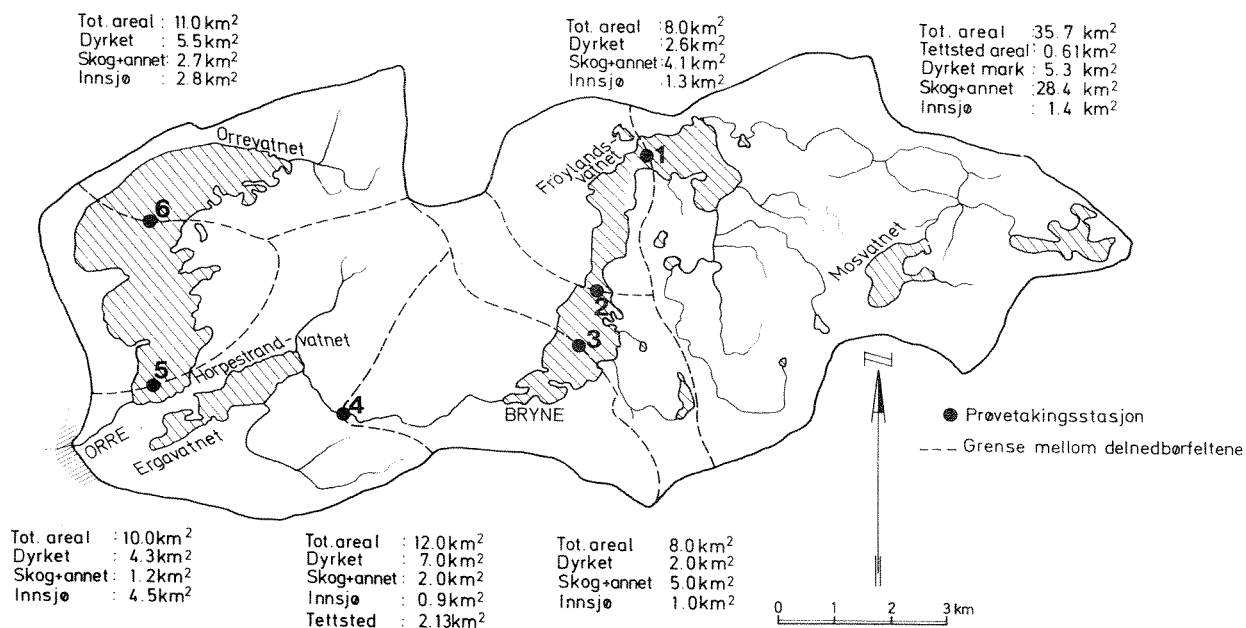 Tot. areal : 11.0 km²
Dyrket : 5.5 km²
Skog+annet: 2.7 km²
Innsjø : 2.8 km²
Tot. areal :8.0 km²
Dyrket : 2.6 km²
Skog+annet:4.1 km²
Innsjø :1.3 km²
Tot. areal :35.7 km²
Tettsted areal: 0.61 km²
Dyrket mark : 5.3 km²
Skog+annet :28.4 km²
Innsjø : 1.4 km²
Orrevatnet
Fröylands-
vatnet
1
6
Mosvatnet
2
3
Horpestrand-vatnet
5
4
BRYNE
ORRE
Ergavatnet
N
Prøvetakingsstasjon
Grense mellom delnedbørfeltene
Tot. areal :10.0 km²
Dyrket : 4.3 km²
Skog+annet : 1.2 km²
Innsjø : 4.5 km²
Tot. areal : 12.0 km²
Dyrket : 7.0 km²
Skog+annet : 2.0 km²
Innsjø : 0.9 km²
Tettsted : 2.13 km²
Tot. areal 8.0 km²
Dyrket 2.0 km²
Skog+annet 5.0 km²
Innsjø 1.0 km²
0 1 2 3 km